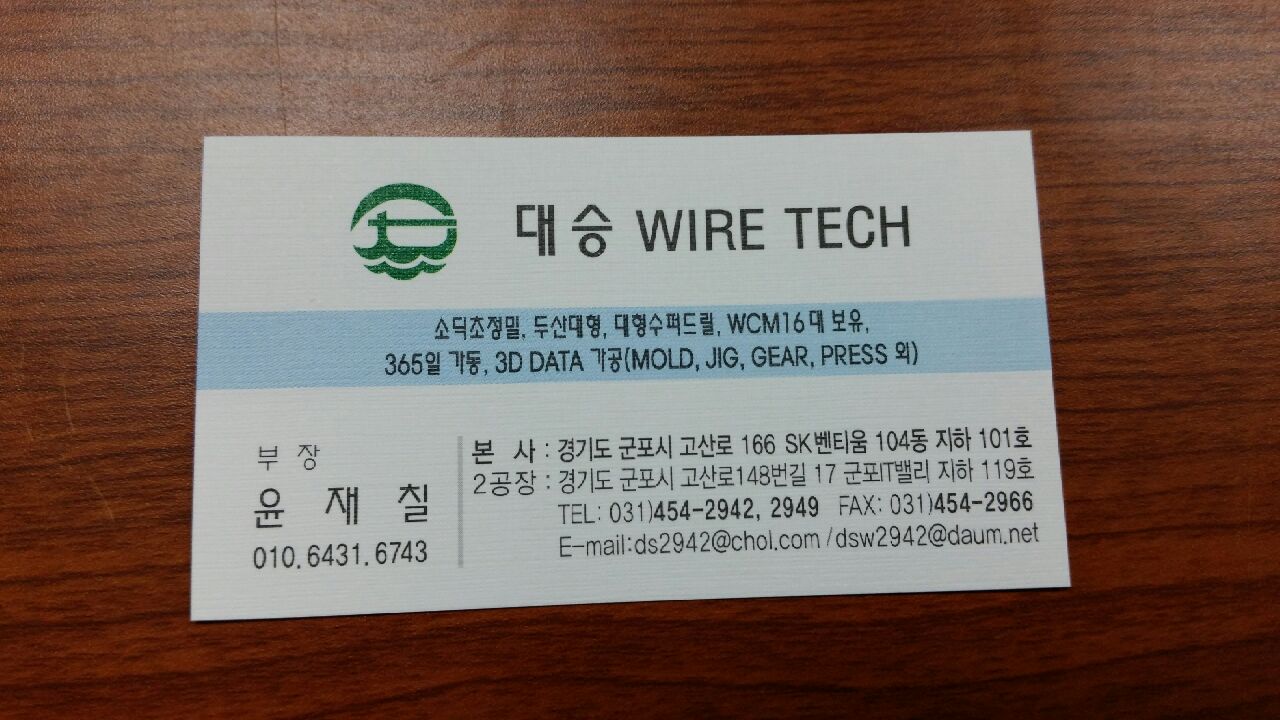 대승 WIRE TECH
소딕초정밀, 두산대형, 대형수퍼드릴, WCM16대 보유,
365일 가동, 3D DATA 가공(MOLD, JIG, GEAR, PRESS 외)
부 장
윤 재 칠
010.6431.6743
본 사 : 경기도 군포시 고산로 166 SK벤티움 104동 지하 101호
2공장 : 경기도 군포시 고산로148번길 17 군포IT밸리 지하 119호
TEL: 031)454-2942, 2949 FAX: 031)454-2966
E-mail:ds2942@chol.com / dsw2942@daum.net